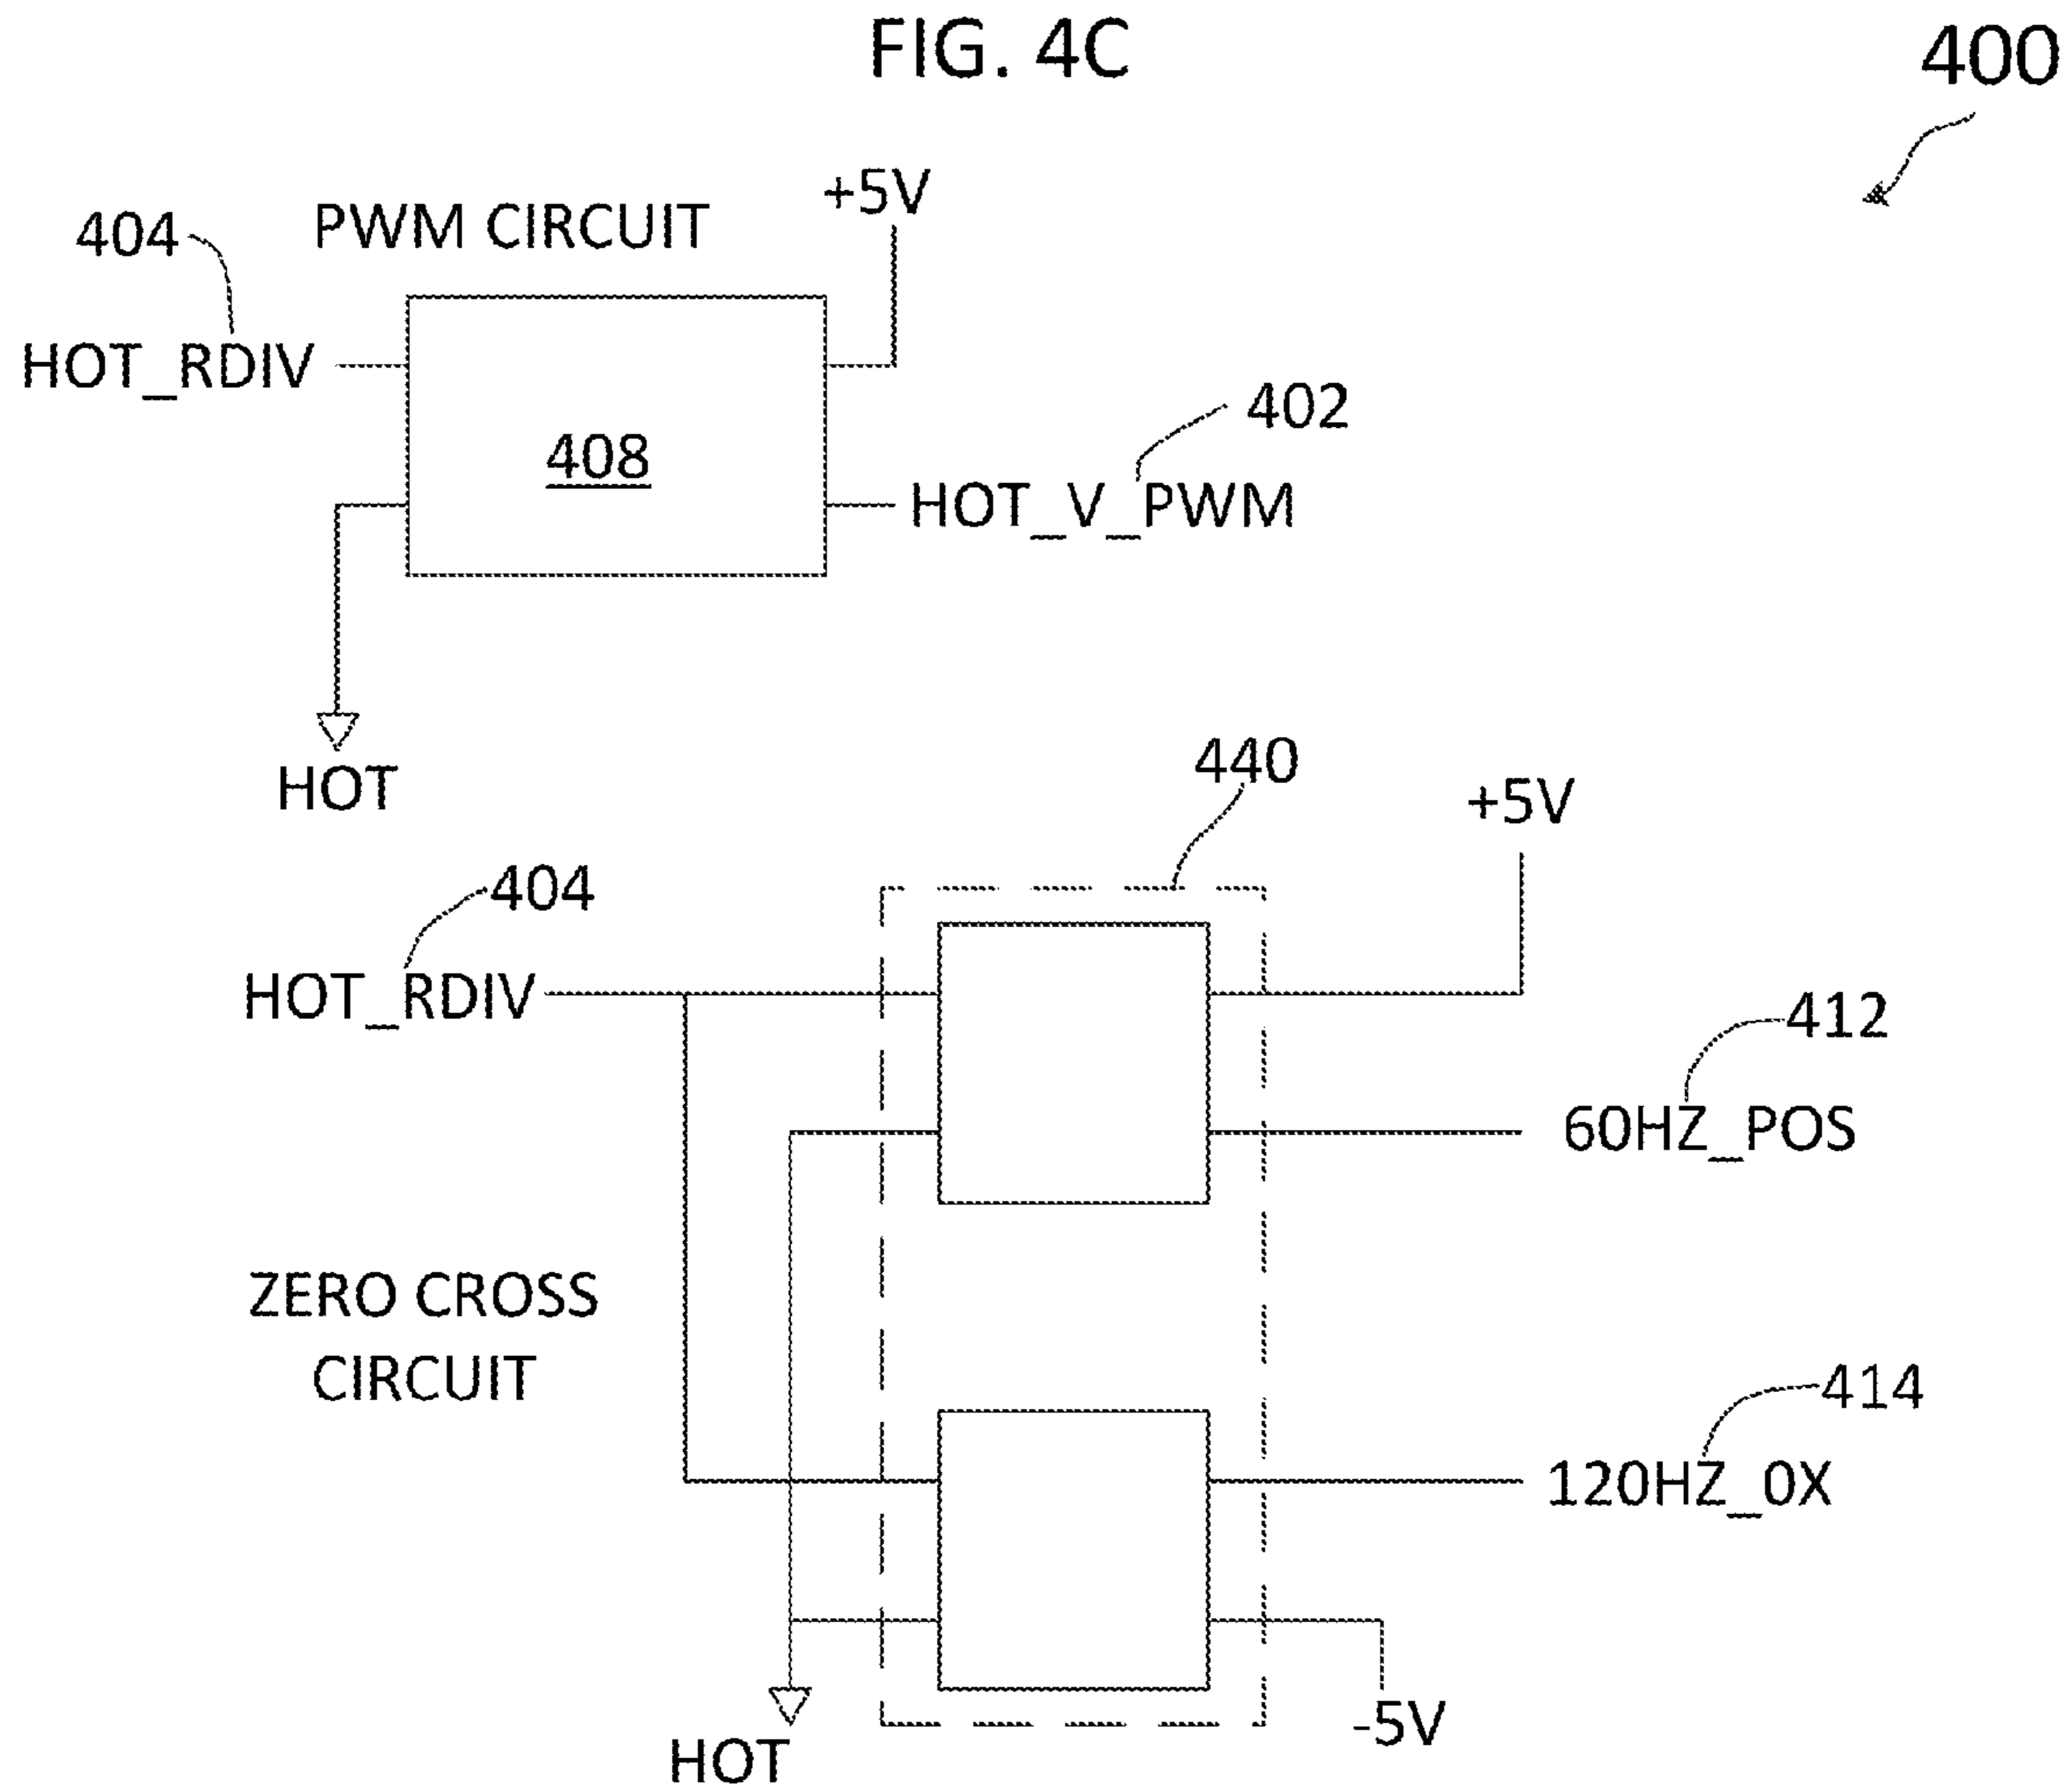 FIG. 4C
400
PWM CIRCUIT
+5V
404
HOT_RDIV
408
402
HOT_V_PWM
HOT
440
+5V
404
HOT_RDIV
412
60HZ_POS
ZERO CROSS
CIRCUIT
414
120HZ_0X
HOT
-5V